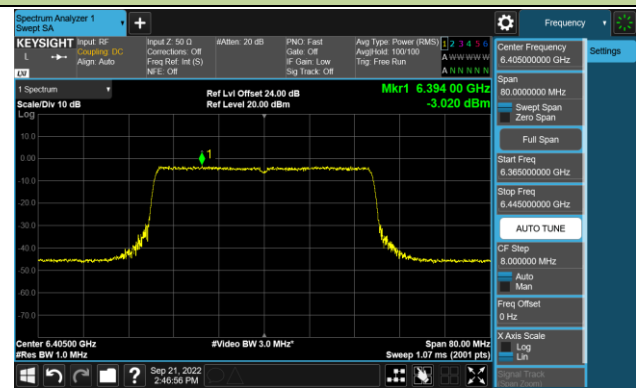 Spectrum Analyzer 1
Swept SA
Frequency
KEYSIGHT
Input: RF
Coupling: DC
Align: Auto
Input Z: 50 Ω
Corrections: Off
Freq Ref: Int (S)
NFE: Off
#Atten: 20 dB
PNO: Fast
Gate: Off
IF Gain: Low
Sig Track: Off
Avg Type: Power (RMS)
Avg|Hold: 100/100
Trig: Free Run
1 2 3 4 5 6
A W W W W W
A N N N N N
L
LXI
1 Spectrum
Scale/Div 10 dB
Log
Ref Lvl Offset 24.00 dB
Ref Level 20.00 dBm
Mkr1 6.394 00 GHz
-3.020 dBm
1
10.0
0.00
-10.0
-20.0
-30.0
-40.0
-50.0
-60.0
-70.0
Center 6.40500 GHz
#Res BW 1.0 MHz
#Video BW 3.0 MHz*
Span 80.00 MHz
Sweep 1.07 ms (2001 pts)
Center Frequency
6.405000000 GHz
Settings
Span
80.0000000 MHz
Swept Span
Zero Span
Full Span
Start Freq
6.365000000 GHz
Stop Freq
6.445000000 GHz
AUTO TUNE
CF Step
8.000000 MHz
Auto
Man
Freq Offset
0 Hz
X Axis Scale
Log
Lin
Signal Track
(Span Zoom)
?
Sep 21, 2022
2:46:56 PM